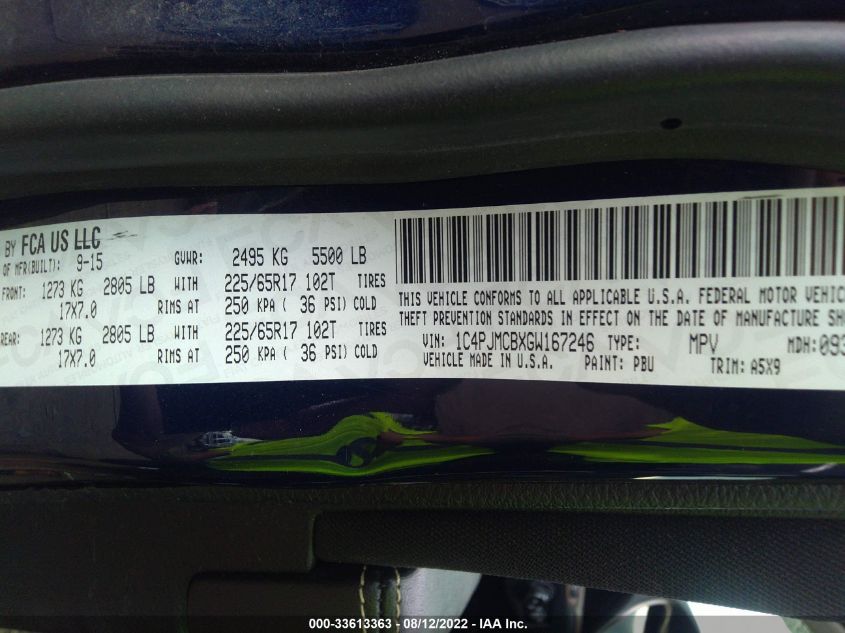 BY FCA US LLC
OF MFR(BUILT): 9-15 GVWR: 2495 KG 5500 LB
FRONT: 1273 KG 2805 LB WITH 225/65R17 102T TIRES
17X7.0 RIMS AT 250 KPA ( 36 PSI) COLD
REAR: 1273 KG 2805 LB WITH 225/65R17 102T TIRES
17X7.0 RIMS AT 250 KPA ( 36 PSI) COLD
THIS VEHICLE CONFORMS TO ALL APPLICABLE U.S.A. FEDERAL MOTOR VEHIC
THEFT PREVENTION STANDARDS IN EFFECT ON THE DATE OF MANUFACTURE SHO
VIN: 1C4PJMCBXGW167246 TYPE: MPV MDH:093
VEHICLE MADE IN U.S.A. PAINT: PBU TRIM: A5X9
000-33613363 - 08/12/2022 - IAA Inc.